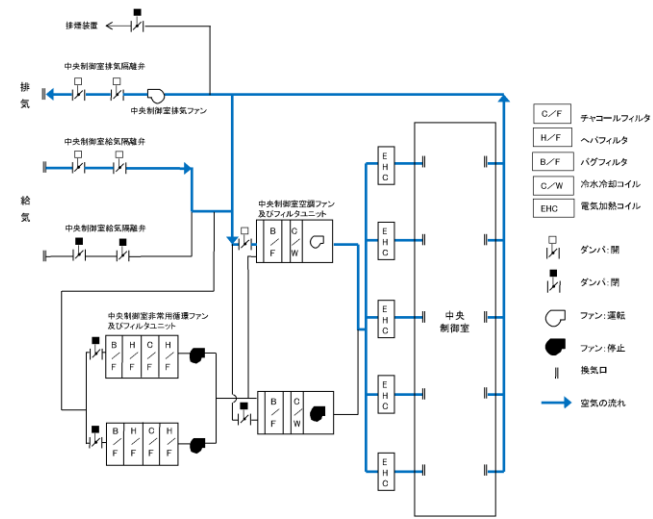 排煙装置
中央制御室排気隔離弁
排気
中央制御室排気ファン
中央制御室給気隔離弁
給気
中央制御室給気隔離弁
中央制御室空調ファン
及びフィルタユニット
B/F
C/W
中央制御室非常用循環ファン
及びフィルタユニット
B/F
H/F
C/F
H/F
B/F
H/F
C/F
H/F
B/F
C/W
EHC
EHC
EHC
EHC
EHC
中央
制御室
C/F
チャコールフィルタ
H/F
ヘパフィルタ
B/F
バグフィルタ
C/W
冷水冷却コイル
EHC
電気加熱コイル
ダンパ:開
ダンパ:閉
ファン:運転
ファン:停止
換気口
空気の流れ